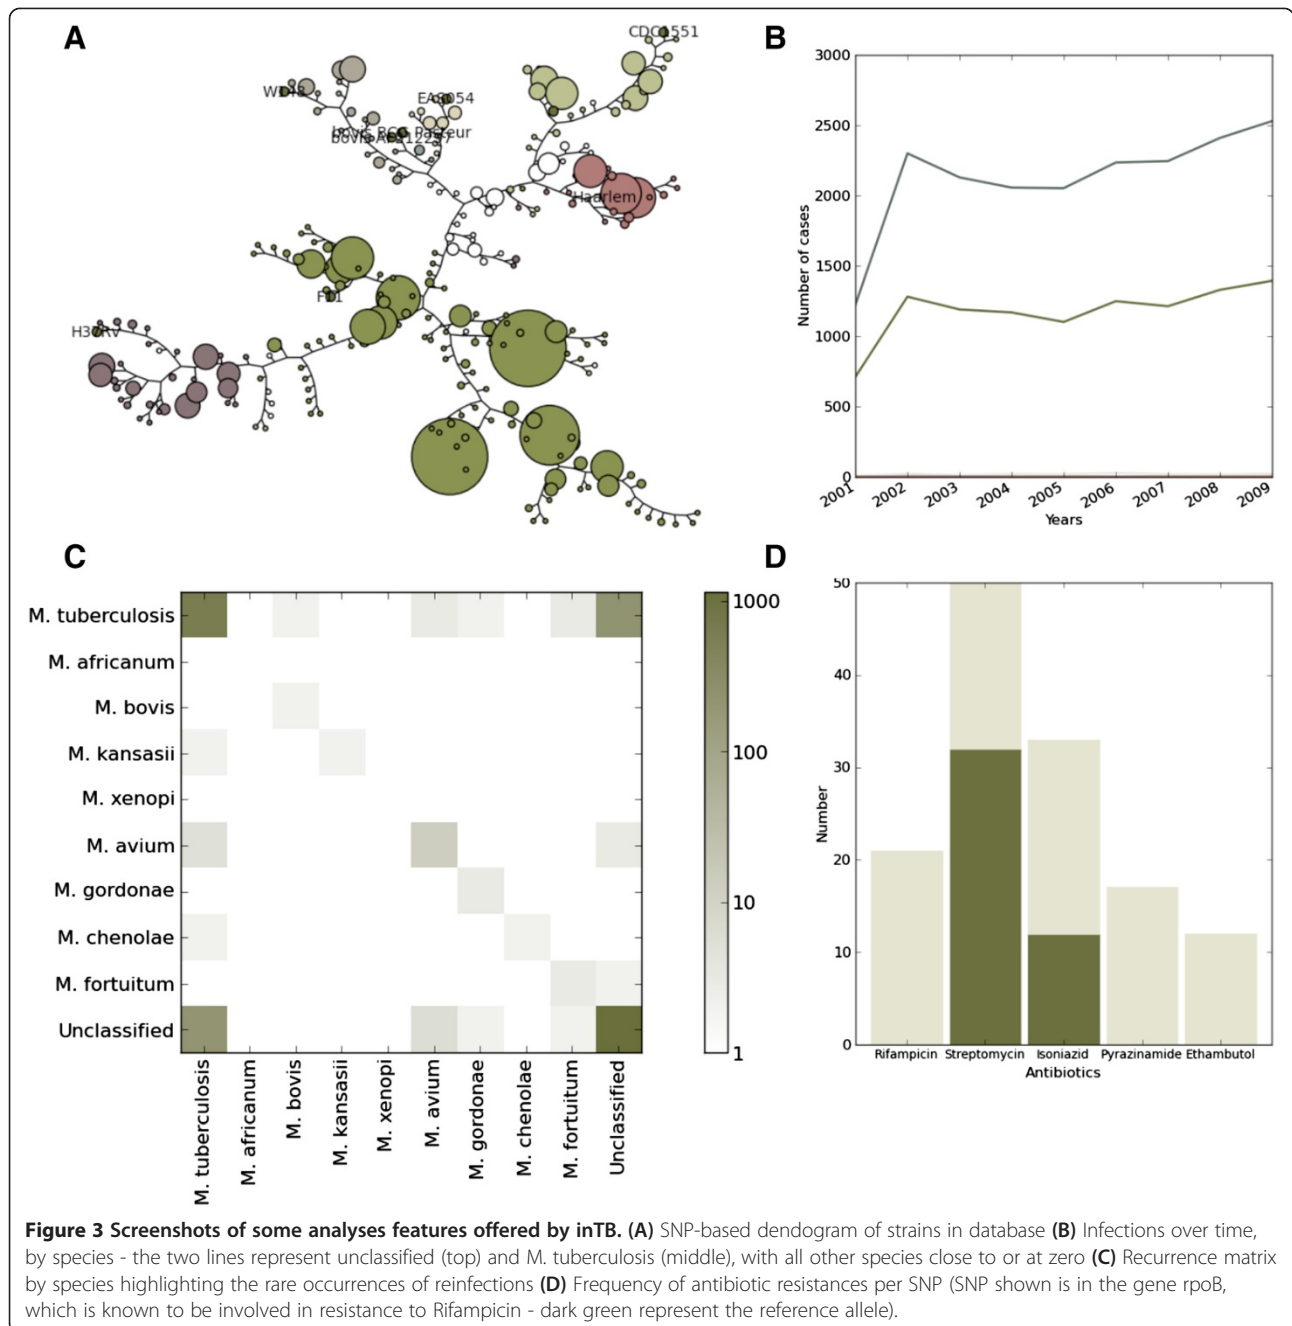 A
CDC1551
W-148
EAS054
bovis BCG Pasteur
bovis AF212297
Haarlem
F11
H37RV
B
3000
2500
2000
1500
1000
500
0
Number of cases
2001 2002 2003 2004 2005 2006 2007 2008 2009
Years
C
M. tuberculosis
M. africanum
M. bovis
M. kansasii
M. xenopi
M. avium
M. gordonae
M. chenolae
M. fortuitum
Unclassified
M. tuberculosis M. africanum M. bovis M. kansasii M. xenopi M. avium M. gordonae M. chenolae M. fortuitum Unclassified
1000
100
10
1
D
50
40
30
20
10
0
Number
Rifampicin Streptomycin Isoniazid Pyrazinamide Ethambutol
Antibiotics
Figure 3 Screenshots of some analyses features offered by inTB. (A) SNP-based dendogram of strains in database (B) Infections over time,
by species - the two lines represent unclassified (top) and M. tuberculosis (middle), with all other species close to or at zero (C) Recurrence matrix
by species highlighting the rare occurrences of reinfections (D) Frequency of antibiotic resistances per SNP (SNP shown is in the gene rpoB,
which is known to be involved in resistance to Rifampicin - dark green represent the reference allele).